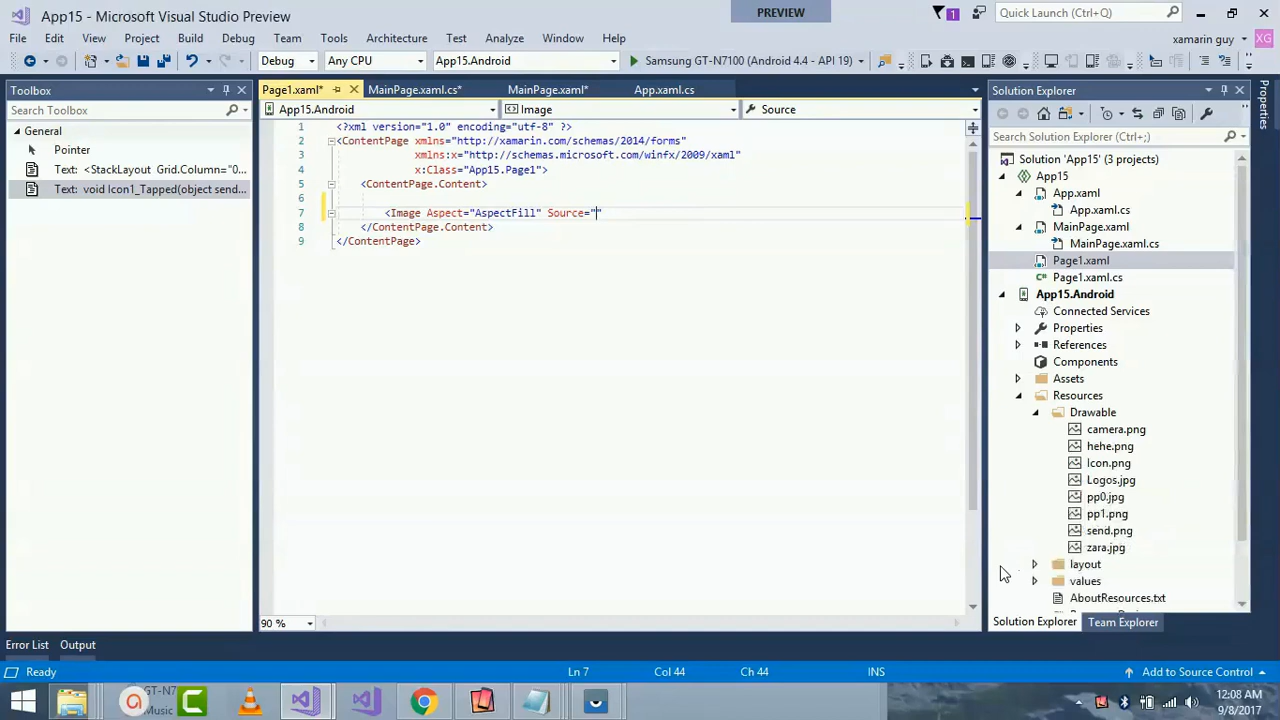 App15 - Microsoft Visual Studio Preview
PREVIEW
1
Quick Launch (Ctrl+Q)
File Edit View Project Build Debug Team Tools Architecture Test Analyze Window Help
xamarin guy XG
Debug Any CPU App15.Android Samsung GT-N7100 (Android 4.4 - API 19)
Toolbox
Search Toolbox
General
Pointer
Text: <StackLayout Grid.Column="0...
Text: void Icon1_Tapped(object send...
Page1.xaml* MainPage.xaml.cs* MainPage.xaml* App.xaml.cs
App15.Android Image Source
1 <?xml version="1.0" encoding="utf-8" ?>
2 <ContentPage xmlns="http://xamarin.com/schemas/2014/forms"
3 xmlns:x="http://schemas.microsoft.com/winfx/2009/xaml"
4 x:Class="App15.Page1">
5 <ContentPage.Content>
6
7 <Image Aspect="AspectFill" Source=""
8 </ContentPage.Content>
9 </ContentPage>
90 %
Solution Explorer
Search Solution Explorer (Ctrl+;)
Solution 'App15' (3 projects)
App15
App.xaml
App.xaml.cs
MainPage.xaml
MainPage.xaml.cs
Page1.xaml
Page1.xaml.cs
App15.Android
Connected Services
Properties
References
Components
Assets
Resources
Drawable
camera.png
hehe.png
Icon.png
Logos.jpg
pp0.jpg
pp1.png
send.png
zara.jpg
layout
values
AboutResources.txt
Solution Explorer Team Explorer
Properties
Error List Output
Ready Ln 7 Col 44 Ch 44 INS Add to Source Control
GT-N7
Music
12:08 AM
9/8/2017